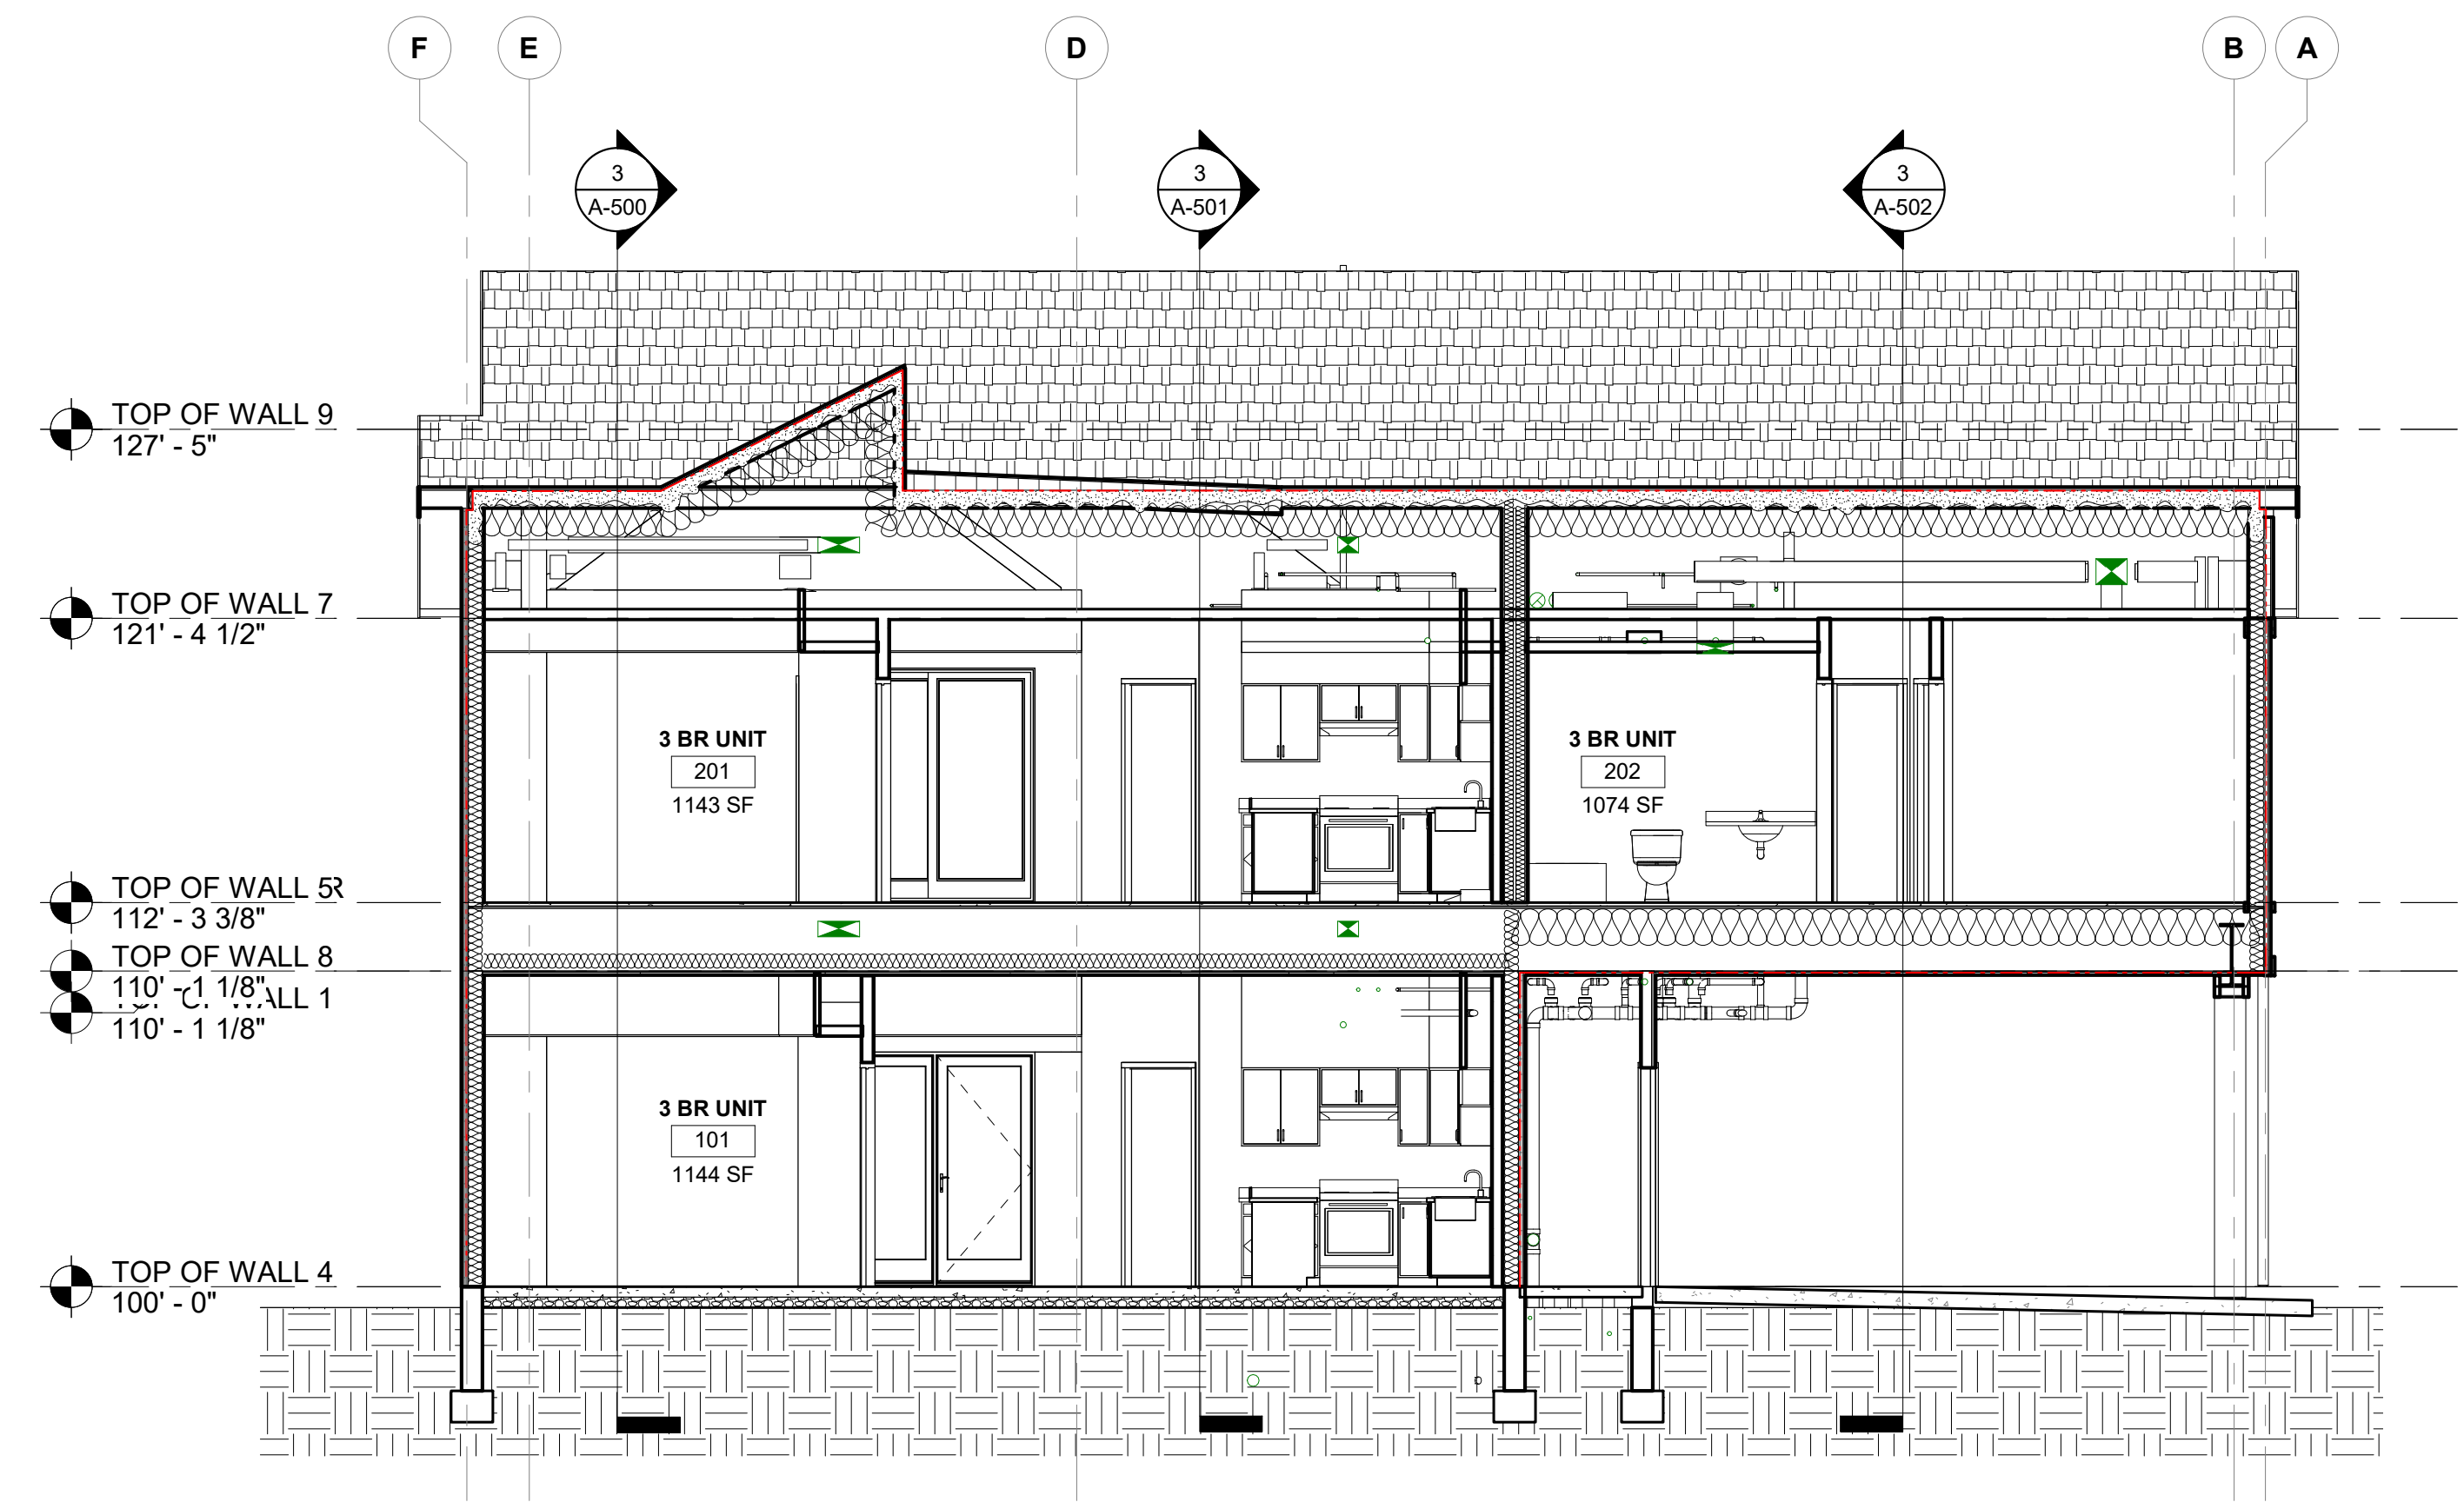 F
E
D
B
A
3
A-500
3
A-501
3
A-502
TOP OF WALL 9
127' - 5"
TOP OF WALL 7
121' - 4 1/2"
3 BR UNIT
201
1143 SF
3 BR UNIT
202
1074 SF
TOP OF WALL 5
112' - 3 3/8"
TOP OF WALL 8
110' - 1 1/8"
WALL 1
110' - 1 1/8"
3 BR UNIT
101
1144 SF
TOP OF WALL 4
100' - 0"